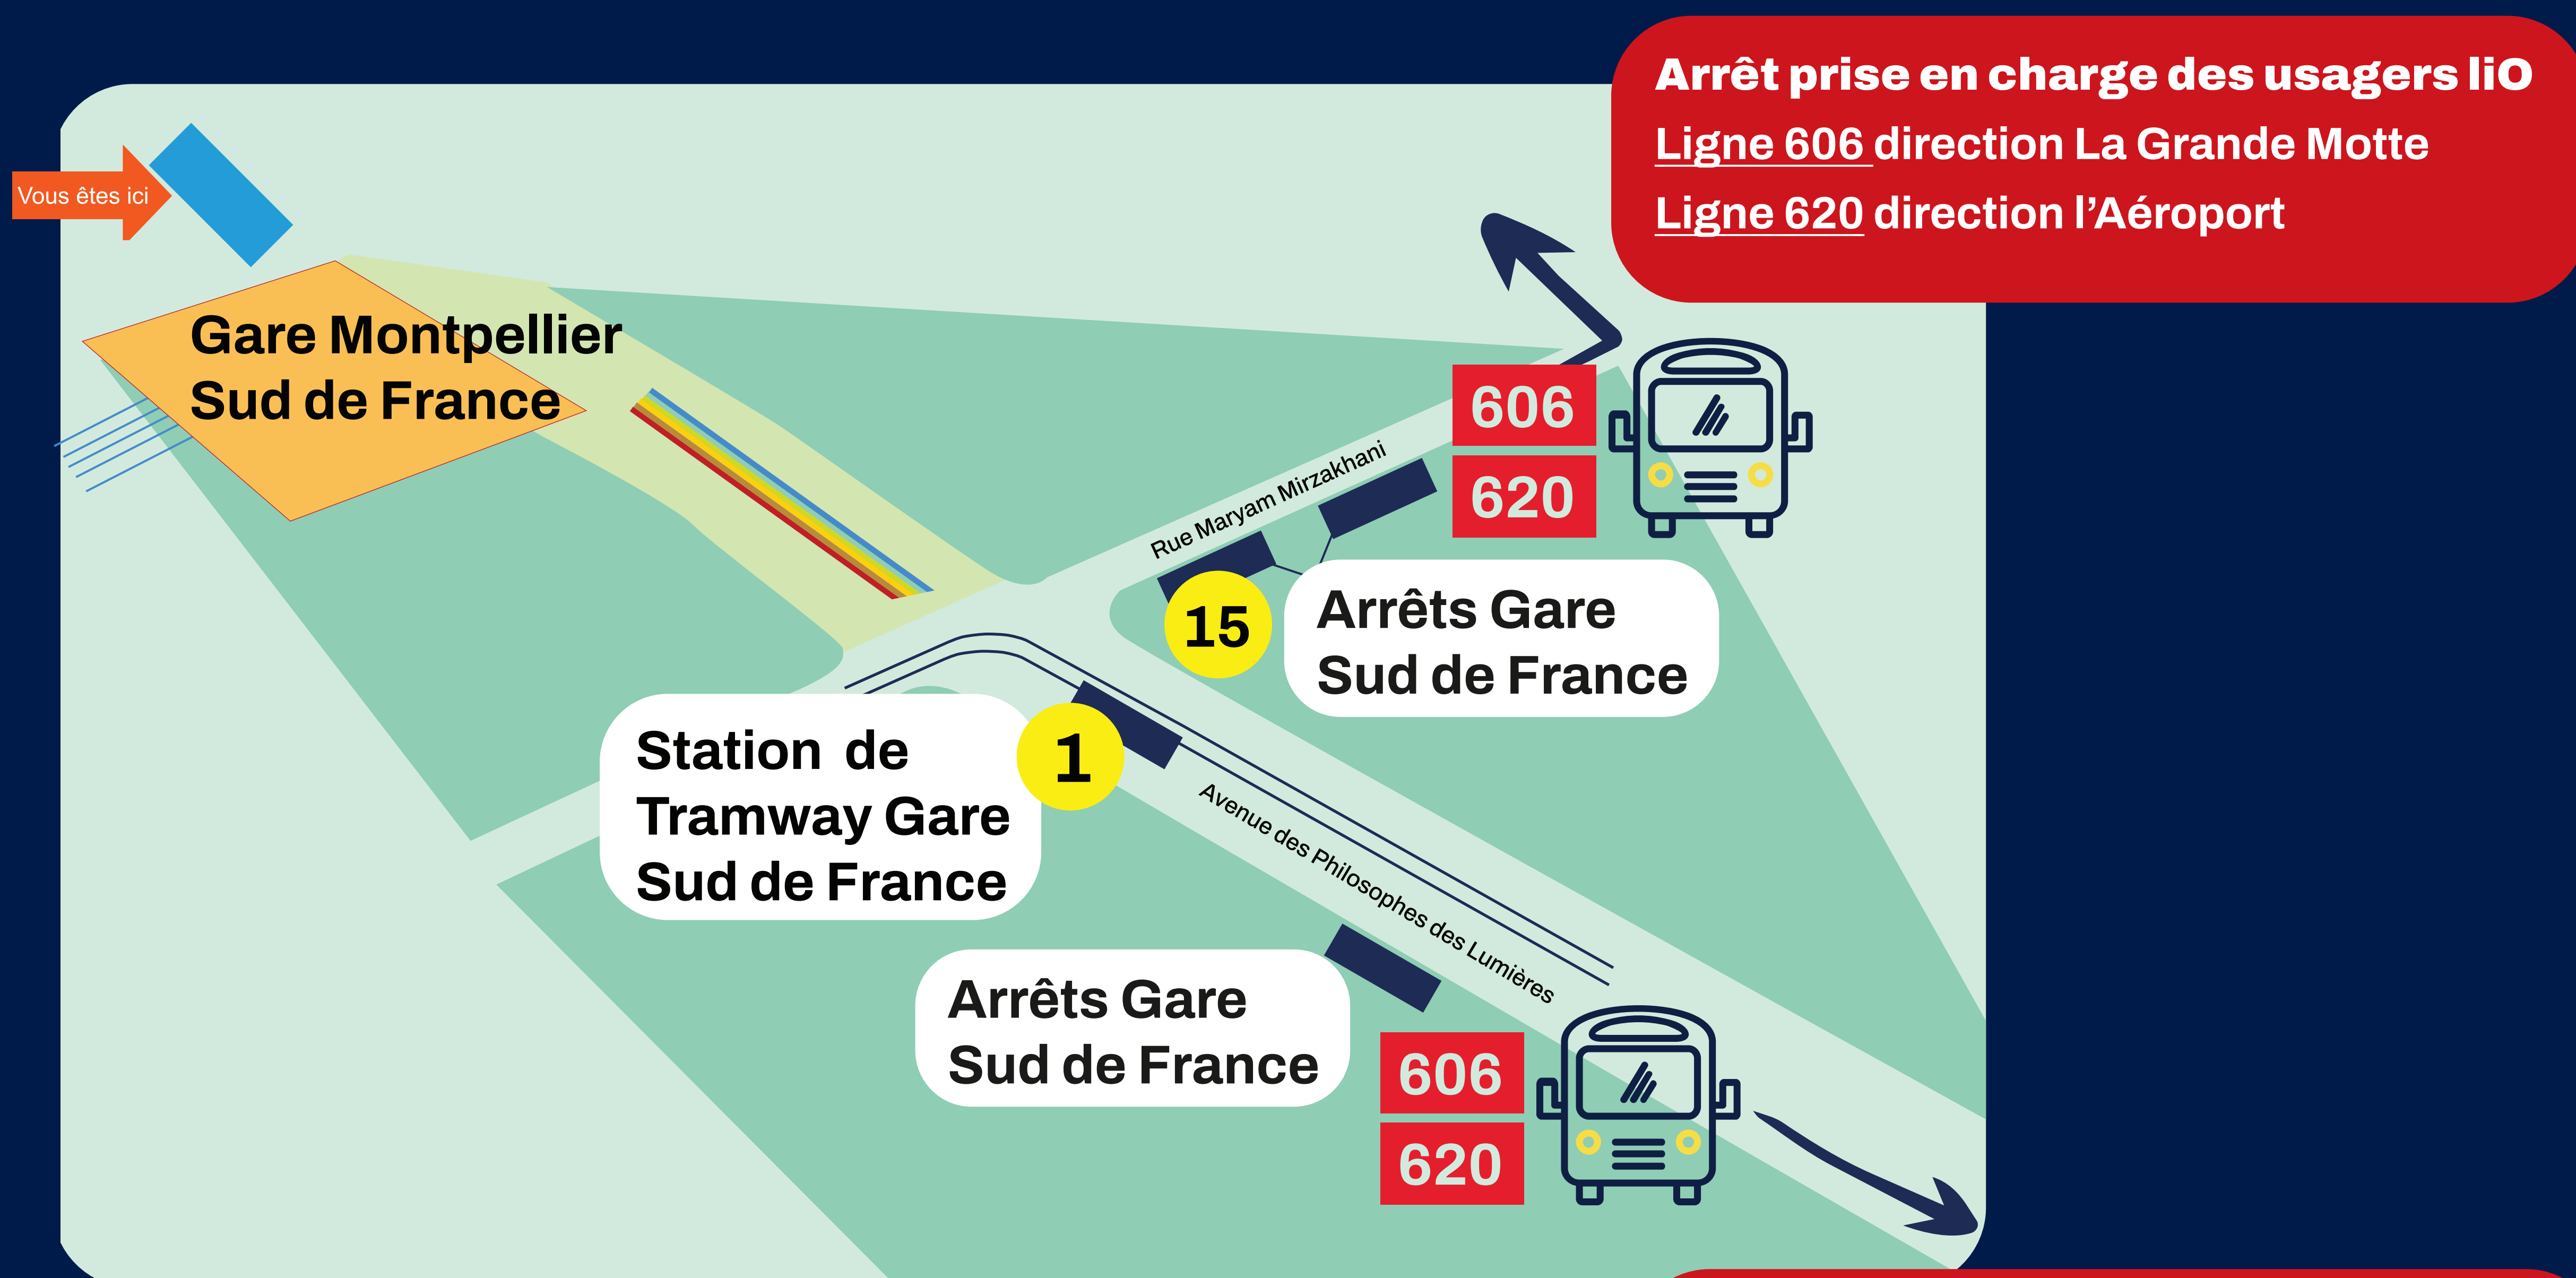 Arrêt prise en charge des usagers liO
Ligne 606 direction La Grande Motte
Ligne 620 direction l’Aéroport
Vous êtes ici
Gare Montpellier
Sud de France
606
620
Rue Maryam Mirzakhani
15
Arrêts Gare
Sud de France
Station de
Tramway Gare
Sud de France
1
Avenue des Philosophes des Lumières
Arrêts Gare
Sud de France
606
620